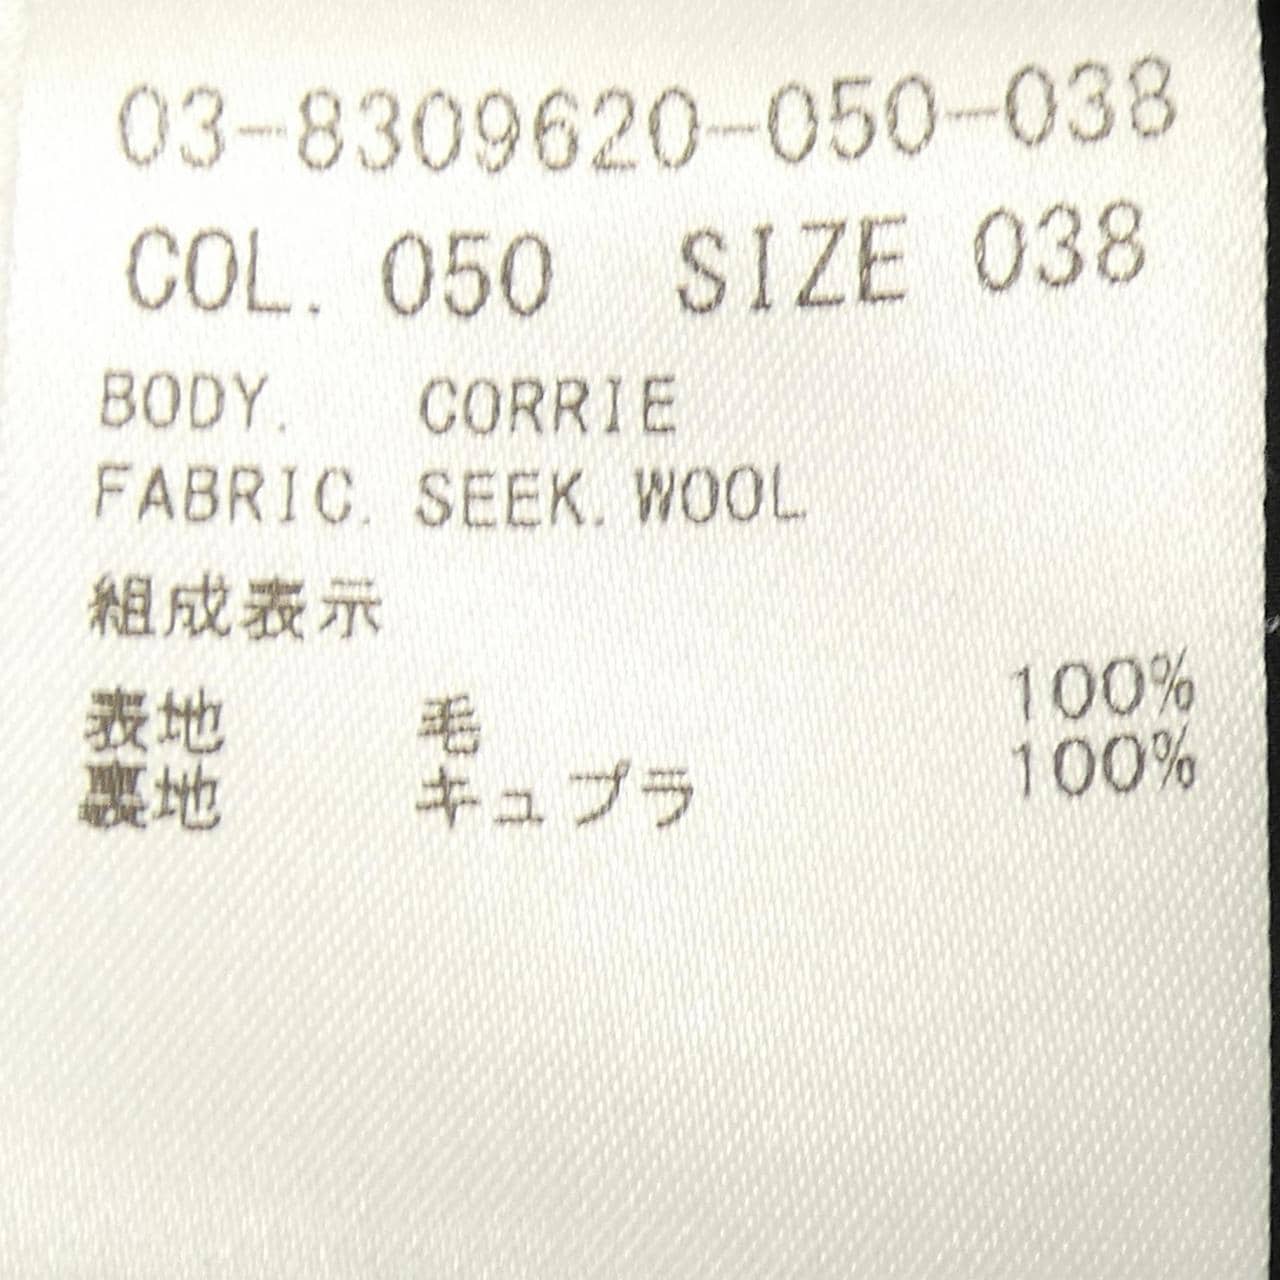 03-8309620-050-038
COL. 050 SIZE 038
BODY. CORRIE
FABRIC. SEEK. WOOL
組成表示
表地 毛 100%
裏地 キュプラ 100%